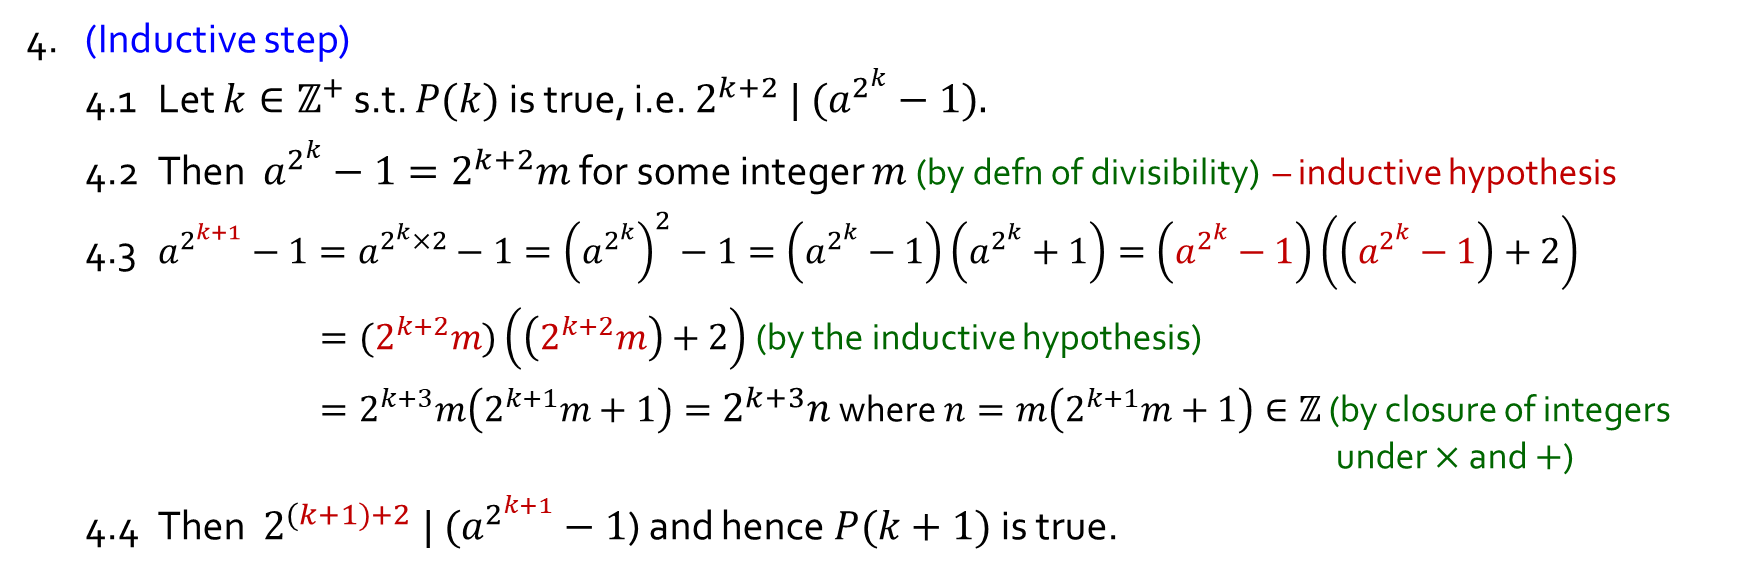 4. (Inductive step)
4.1 Let k ∈ ℤ⁺ s.t. P(k) is true, i.e. 2^{k+2} | (a^{2^k} − 1).
4.2 Then a^{2^k} − 1 = 2^{k+2}m for some integer m (by defn of divisibility) – inductive hypothesis
4.3 a^{2^{k+1}} − 1 = a^{2^k×2} − 1 = (a^{2^k})^2 − 1 = (a^{2^k} − 1)(a^{2^k} + 1) = (a^{2^k} − 1)((a^{2^k} − 1) + 2)
= (2^{k+2}m)((2^{k+2}m) + 2) (by the inductive hypothesis)
= 2^{k+3}m(2^{k+1}m + 1) = 2^{k+3}n where n = m(2^{k+1}m + 1) ∈ ℤ (by closure of integers
under × and +)
4.4 Then 2^{(k+1)+2} | (a^{2^{k+1}} − 1) and hence P(k + 1) is true.